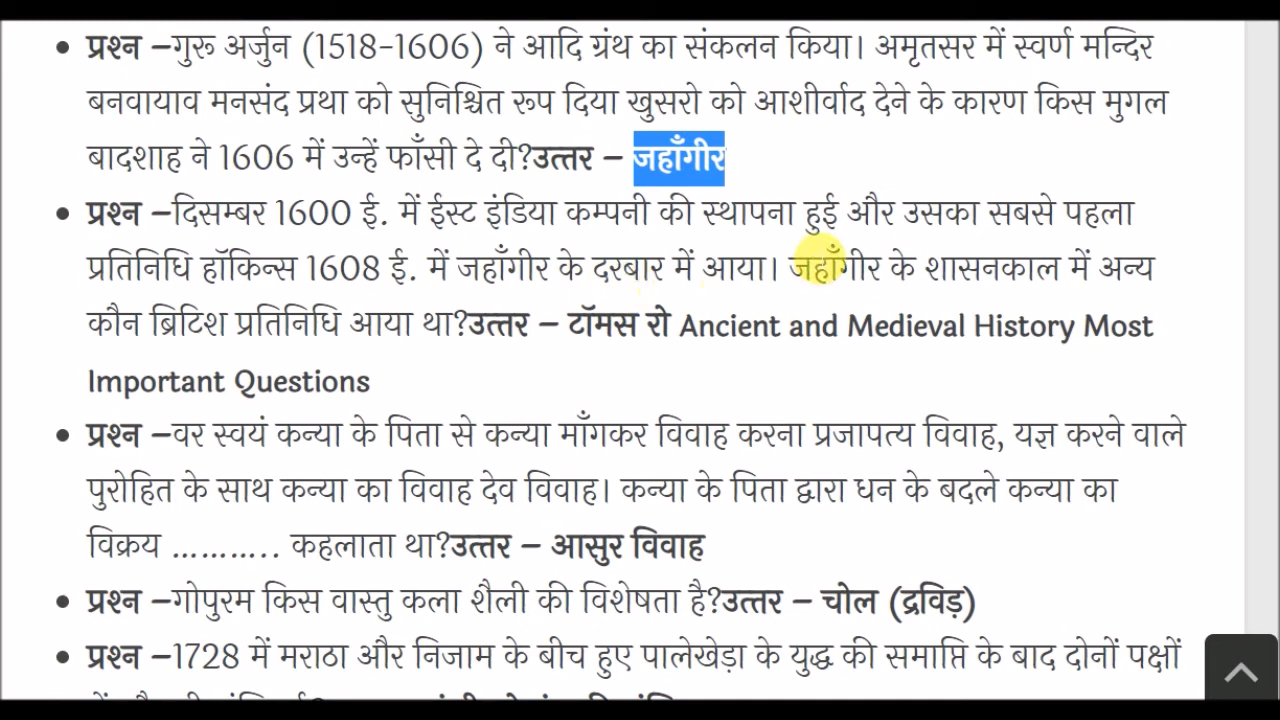 प्रश्न –गुरू अर्जुन (1518-1606) ने आदि ग्रंथ का संकलन किया। अमृतसर में स्वर्ण मन्दिर
बनवायाव मनसंद प्रथा को सुनिश्चित रूप दिया खुसरो को आशीर्वाद देने के कारण किस मुगल
बादशाह ने 1606 में उन्हें फाँसी दे दी?उत्तर – जहाँगीर
प्रश्न –दिसम्बर 1600 ई. में ईस्ट इंडिया कम्पनी की स्थापना हुई और उसका सबसे पहला
प्रतिनिधि हॉकिन्स 1608 ई. में जहाँगीर के दरबार में आया। जहाँगीर के शासनकाल में अन्य
कौन ब्रिटिश प्रतिनिधि आया था?उत्तर – टॉमस रो Ancient and Medieval History Most
Important Questions
प्रश्न –वर स्वयं कन्या के पिता से कन्या माँगकर विवाह करना प्रजापत्य विवाह, यज्ञ करने वाले
पुरोहित के साथ कन्या का विवाह देव विवाह। कन्या के पिता द्वारा धन के बदले कन्या का
विक्रय ……….. कहलाता था?उत्तर – आसुर विवाह
प्रश्न –गोपुरम किस वास्तु कला शैली की विशेषता है?उत्तर – चोल (द्रविड़)
प्रश्न –1728 में मराठा और निजाम के बीच हुए पालेखेड़ा के युद्ध की समाप्ति के बाद दोनों पक्षों